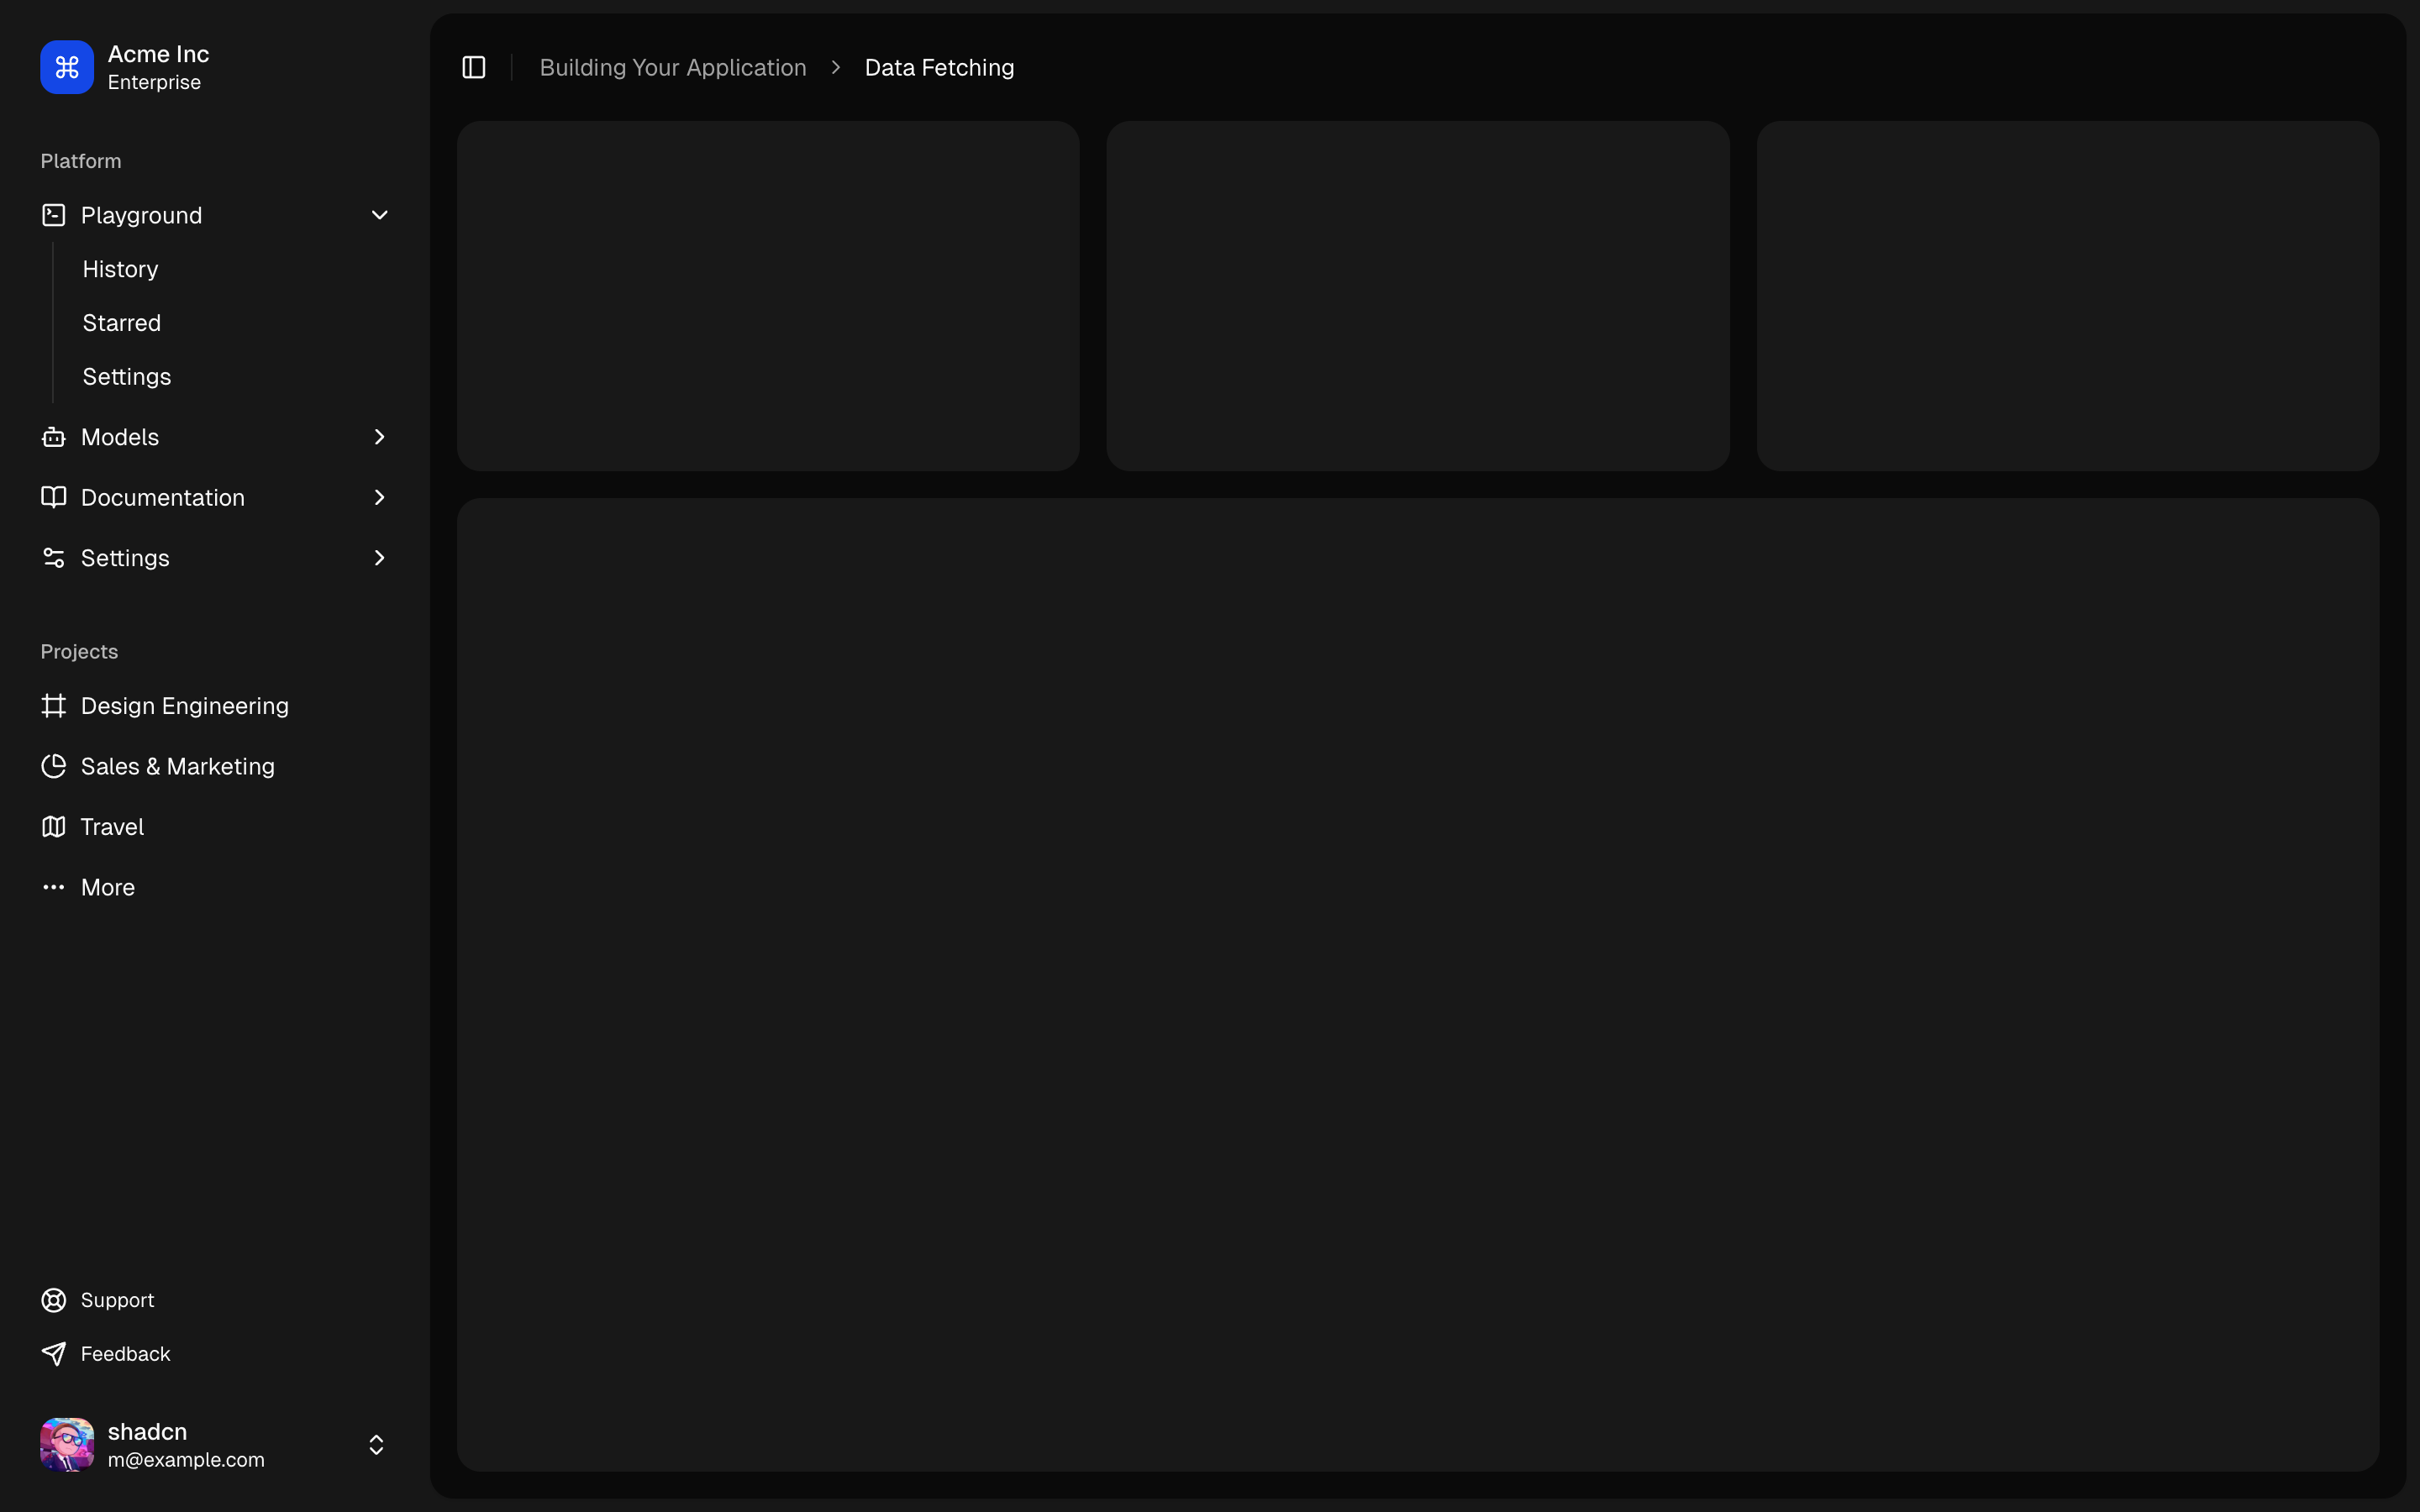 Acme Inc
Enterprise
Platform
Playground
History
Starred
Settings
Models
Documentation
Settings
Projects
Design Engineering
Sales & Marketing
Travel
More
Support
Feedback
shadcn
m@example.com
Building Your Application
Data Fetching